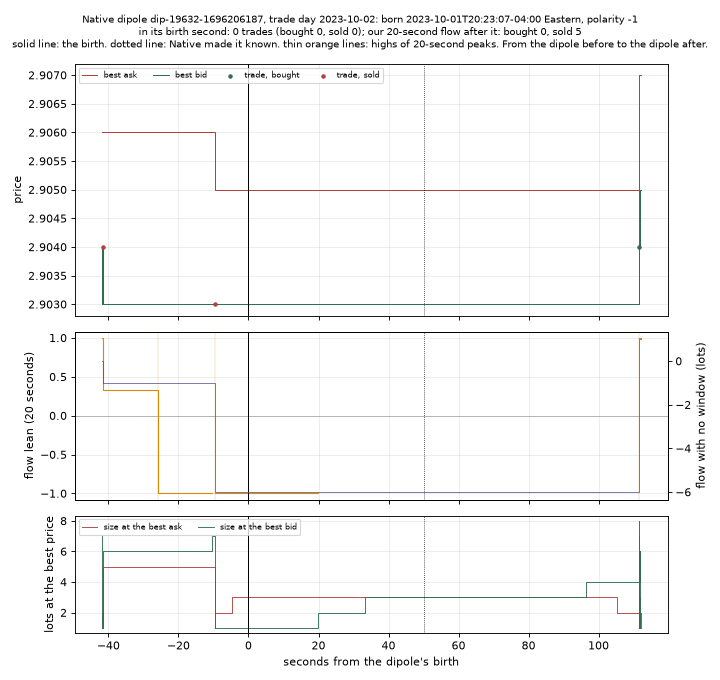 Native dipole dip-19632-1696206187, trade day 2023-10-02: born 2023-10-01T20:23:07-04:00 Eastern, polarity -1
in its birth second: 0 trades (bought 0, sold 0); our 20-second flow after it: bought 0, sold 5
solid line: the birth. dotted line: Native made it known. thin orange lines: highs of 20-second peaks. From the dipole before to the dipole after.
best ask
best bid
trade, bought
trade, sold
2.9070
2.9065
2.9060
2.9055
2.9050
2.9045
2.9040
2.9035
2.9030
price
1.0
0.5
0.0
−0.5
−1.0
flow lean (20 seconds)
0
−2
−4
−6
flow with no window (lots)
size at the best ask
size at the best bid
8
6
4
2
lots at the best price
−40
−20
0
20
40
60
80
100
seconds from the dipole's birth